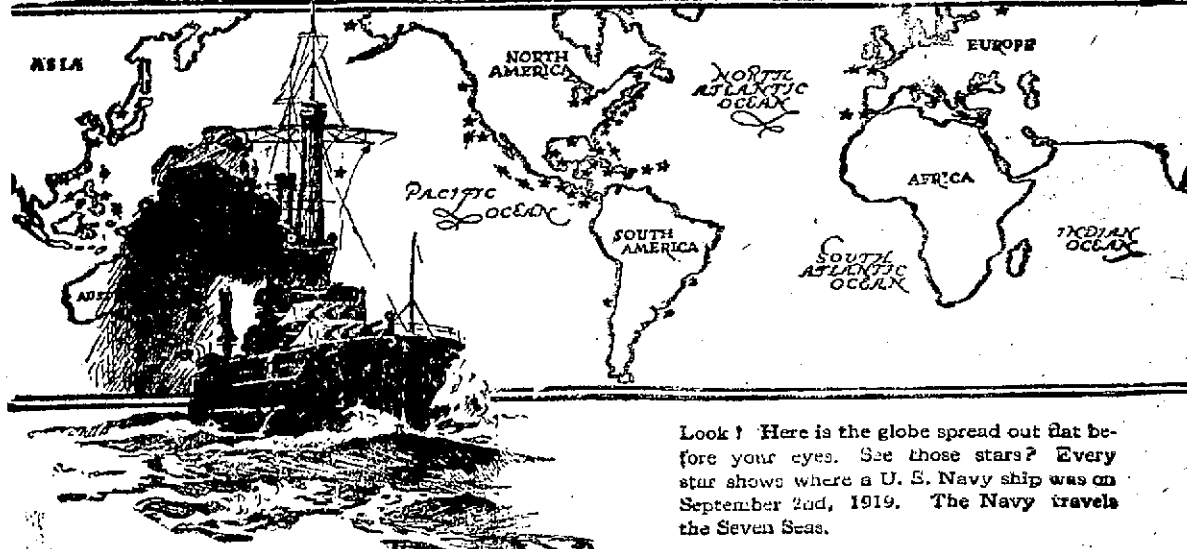 ASIA
NORTH
AMERICA
NORTH
ATLANTIC
OCEAN
EUROPE
PACIFIC
OCEAN
AFRICA
SOUTH
AMERICA
SOUTH
ATLANTIC
OCEAN
INDIAN
OCEAN
AUST
Look! Here is the globe spread out flat be-
fore your eyes. See those stars? Every
star shows where a U. S. Navy ship was on
September 2nd, 1919. The Navy travels
the Seven Seas.